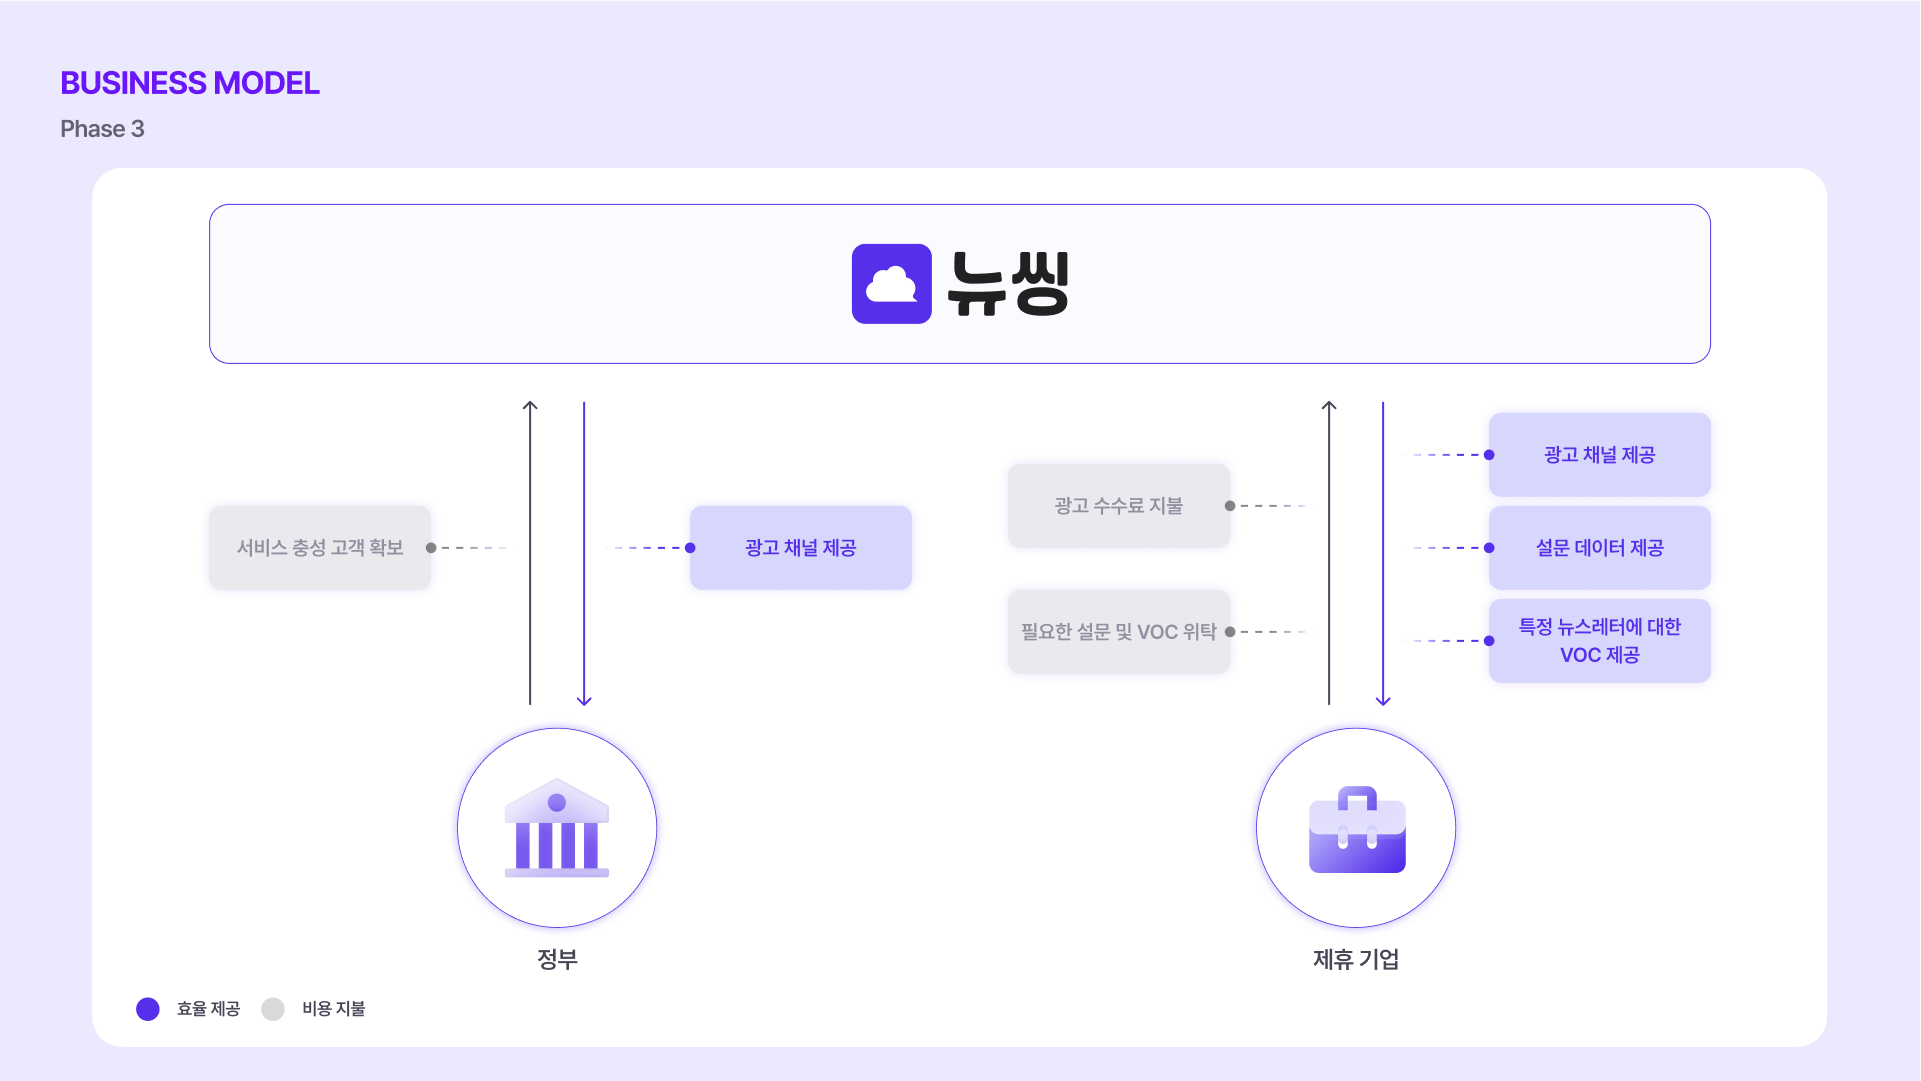 BUSINESS MODEL
Phase 3
뉴씽
서비스 충성 고객 확보
광고 채널 제공
광고 수수료 지불
필요한 설문 및 VOC 위탁
광고 채널 제공
설문 데이터 제공
특정 뉴스레터에 대한
VOC 제공
정부
제휴 기업
효율 제공
비용 지불